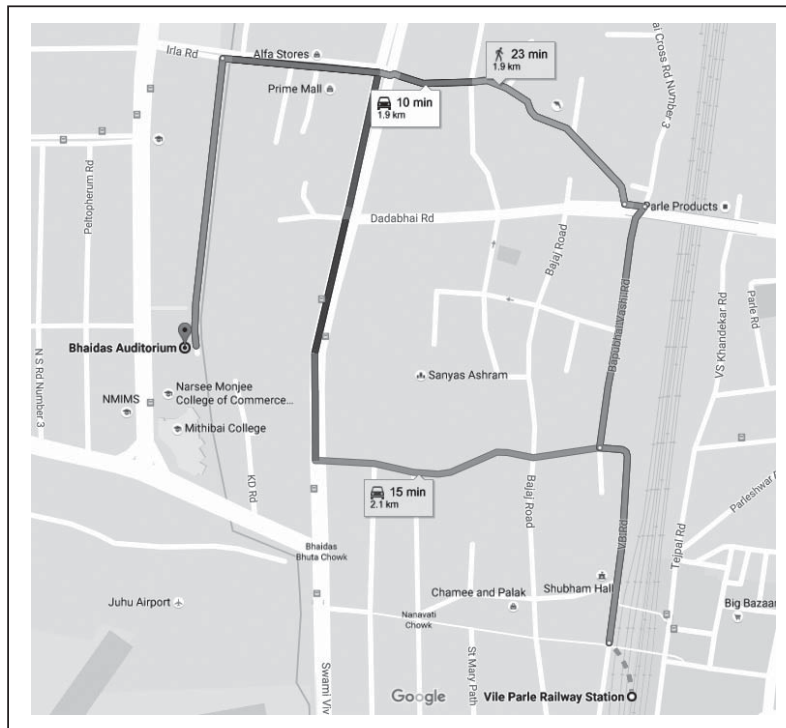 Irla Rd
Alfa Stores
Prime Mall
23 min
1.9 km
10 min
1.9 km
ai Cross Rd Number 3
Peltopherum Rd
Dadabhai Rd
Parle Products
Bajaj Road
Bapubhai Vashi Rd
VS Khandekar Rd
Parle Rd
Bhaidas Auditorium
N S Rd Number 3
NMIMS
Narsee Monjee
College of Commerce...
Mithibai College
Sanyas Ashram
KD Rd
15 min
2.1 km
Bajaj Road
VB Rd
Tejpal Rd
Parleshwar
Bhaidas
Bhuta Chowk
Juhu Airport
Chamee and Palak
Shubham Hall
Big Bazaar
Nanavati
Chowk
St Mary Path
Swami Viv
Google
Vile Parle Railway Station